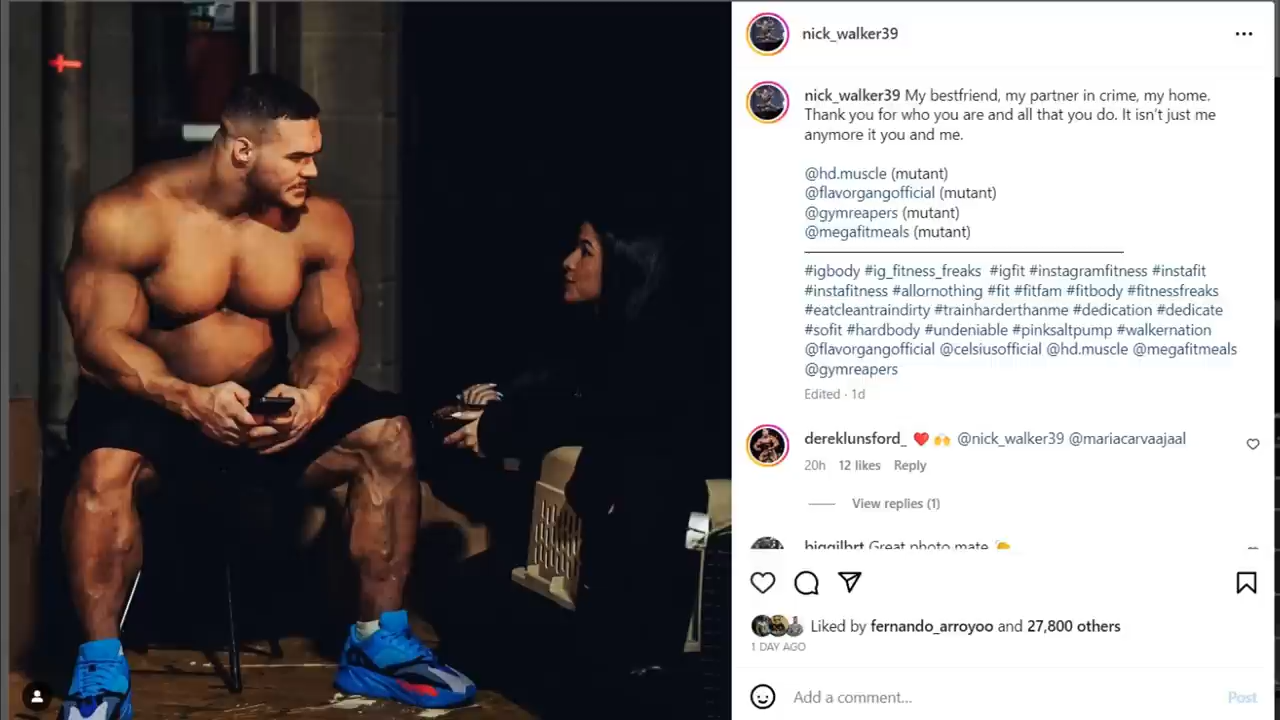 nick_walker39
nick_walker39 My bestfriend, my partner in crime, my home.
Thank you for who you are and all that you do. It isn't just me
anymore it you and me.
@hd.muscle (mutant)
@flavorgangofficial (mutant)
@gymreapers (mutant)
@megafitmeals (mutant)
#igbody #ig_fitness_freaks #igfit #instagramfitness #instafit
#instafitness #allornothing #fit #fitfam #fitbody #fitnessfreaks
#eatcleantraindirty #trainharderthanme #dedication #dedicate
#sofit #hardbody #undeniable #pinksaltpump #walkernation
@flavorgangofficial @celsiusofficial @hd.muscle @megafitmeals
@gymreapers
Edited · 1d
dereklunsford_ ❤️ 🙌 @nick_walker39 @mariacarvaajaal
20h 12 likes Reply
View replies (1)
Great photo mate
Liked by fernando_arroyoo and 27,800 others
1 DAY AGO
Add a comment... Post